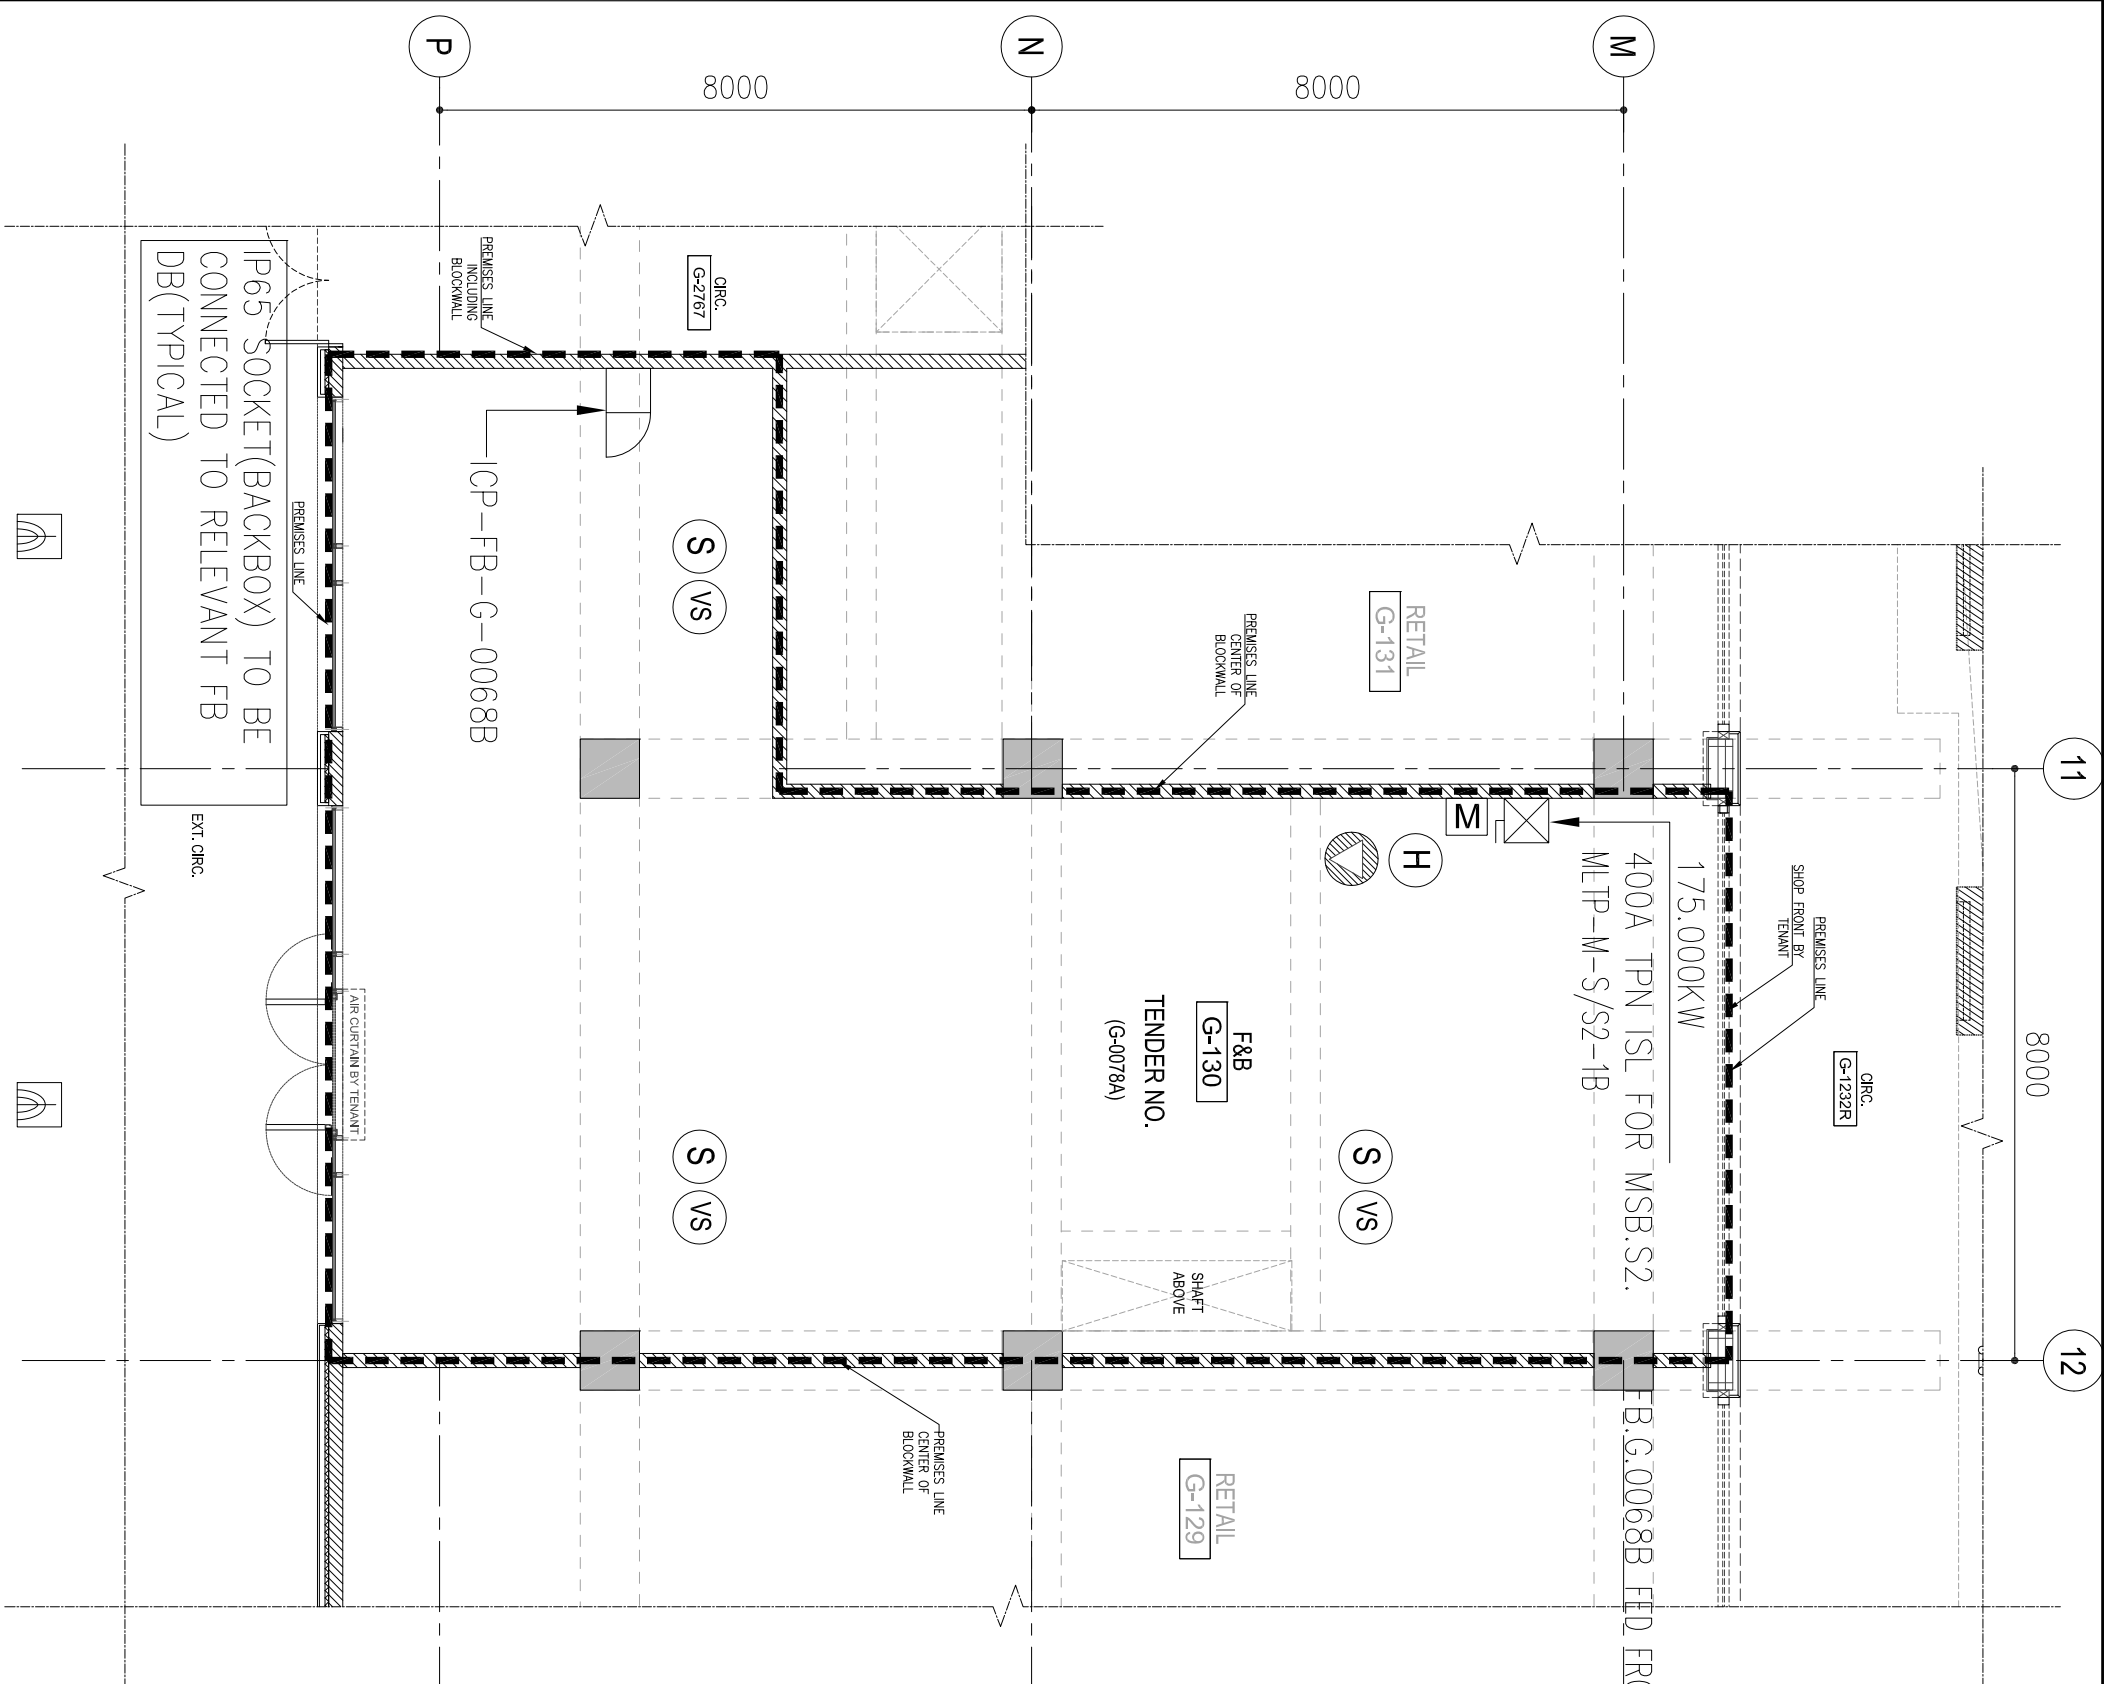 P
N
M
8000
8000
11
12
8000
PREMISES LINE
INCLUDING
BLOCKWALL
CIRC.
G-2767
IP65 SOCKET(BACKBOX) TO BE
CONNECTED TO RELEVANT FB
DB(TYPICAL)
PREMISES LINE
EXT. CIRC.
ICP-FB-G-0068B
S
VS
RETAIL
G-131
PREMISES LINE
CENTER OF
BLOCKWALL
M
H
175.000KW
400A TPN ISL FOR MSB.S2.
FB.G.0068B FED FRO
MLTP-M-S/S2-1B
SHOP FRONT BY
TENANT
PREMISES LINE
CIRC.
G-1232R
F&B
G-130
TENDER NO.
(G-0078A)
AIR CURTAIN BY TENANT
S
VS
S
VS
SHAFT
ABOVE
PREMISES LINE
CENTER OF
BLOCKWALL
RETAIL
G-129